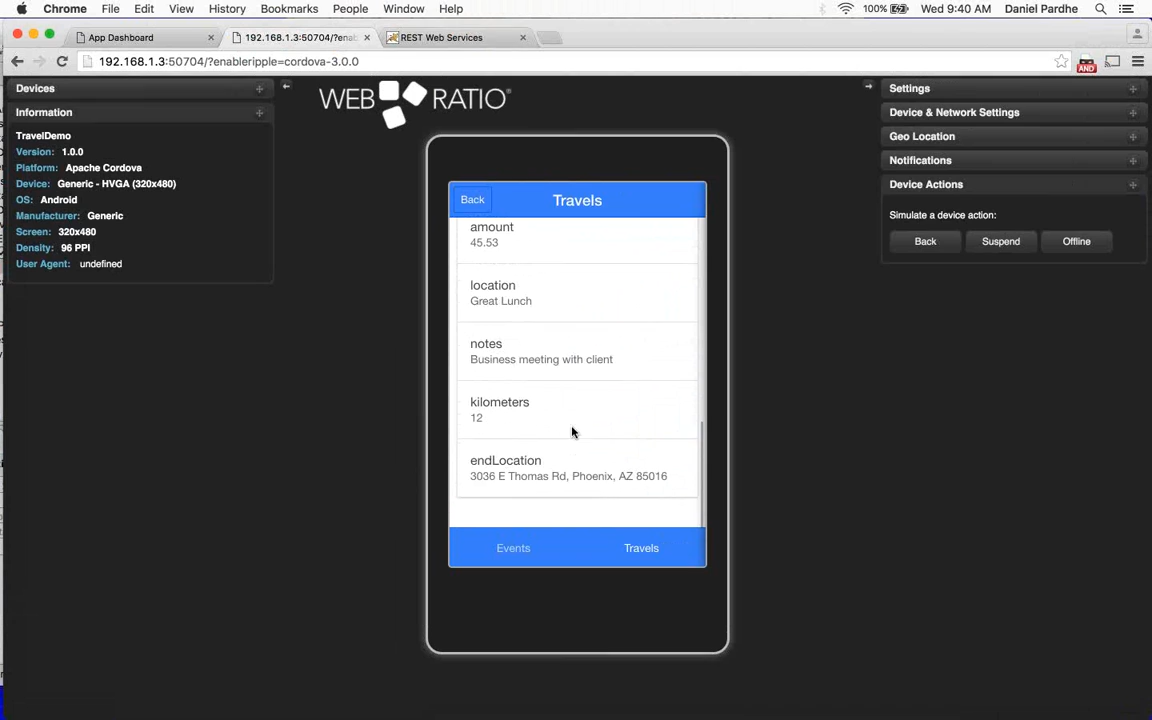 Chrome File Edit View History Bookmarks People Window Help 100% Wed 9:40 AM Daniel Pardhe
App Dashboard 192.168.1.3:50704/?enab REST Web Services
192.168.1.3:50704/?enableripple=cordova-3.0.0
AND
Devices
Information
TravelDemo
Version: 1.0.0
Platform: Apache Cordova
Device: Generic - HVGA (320x480)
OS: Android
Manufacturer: Generic
Screen: 320x480
Density: 96 PPI
User Agent: undefined
WEB RATIO®
Back Travels
amount
45.53
location
Great Lunch
notes
Business meeting with client
kilometers
12
endLocation
3036 E Thomas Rd, Phoenix, AZ 85016
Events Travels
Settings
Device & Network Settings
Geo Location
Notifications
Device Actions
Simulate a device action:
Back Suspend Offline